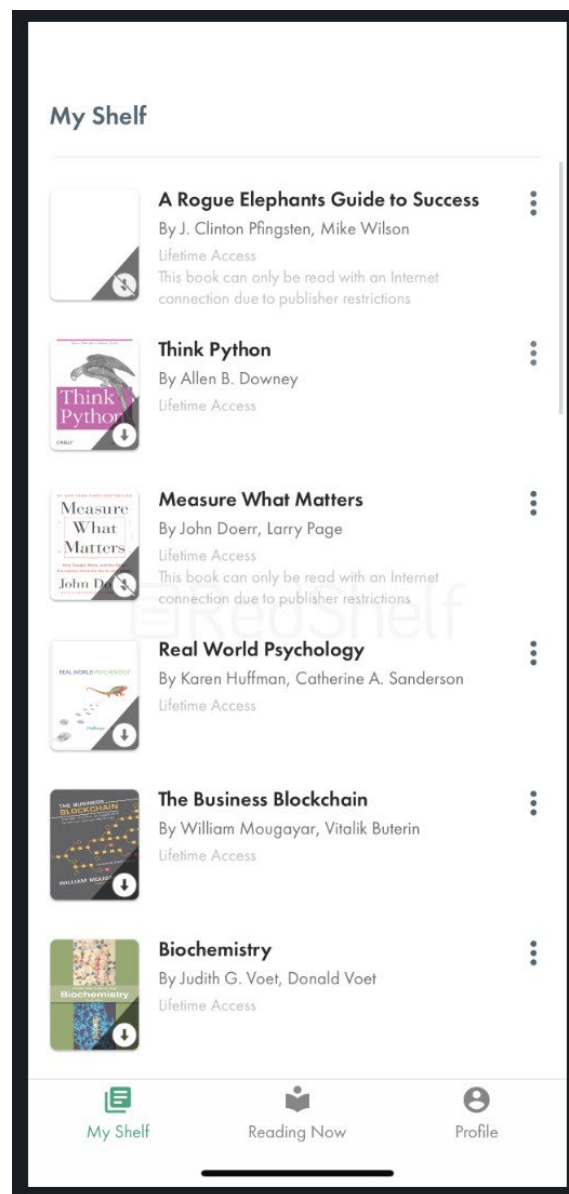 My Shelf
A Rogue Elephants Guide to Success
By J. Clinton Pfingsten, Mike Wilson
Lifetime Access
This book can only be read with an Internet
connection due to publisher restrictions
Think Python
By Allen B. Downey
Lifetime Access
Think
Python
Measure What Matters
By John Doerr, Larry Page
Lifetime Access
This book can only be read with an Internet
connection due to publisher restrictions
Measure
What
Matters
John Do
RedShelf
Real World Psychology
By Karen Huffman, Catherine A. Sanderson
Lifetime Access
REAL WORLD PSYCHOLOGY
The Business Blockchain
By William Mougayar, Vitalik Buterin
Lifetime Access
THE BUSINESS
BLOCKCHAIN
WILLIAM MOUG
Biochemistry
By Judith G. Voet, Donald Voet
Lifetime Access
Biochemistry
My Shelf
Reading Now
Profile